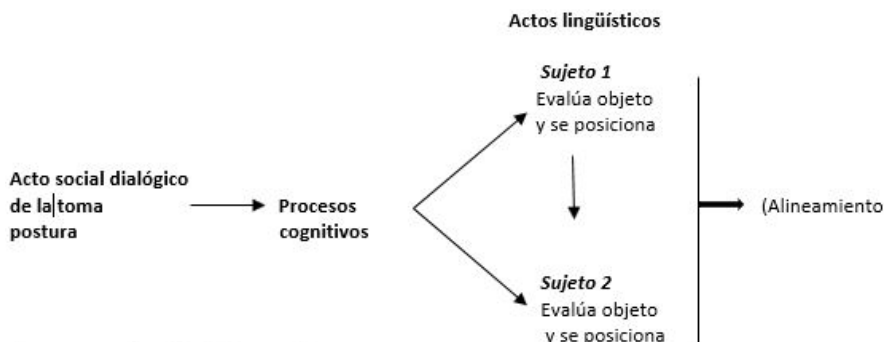 Actos lingüísticos
Sujeto 1
Evalúa objeto
y se posiciona
Acto social dialógico
de la toma
postura
Procesos
cognitivos
(Alineamiento
Sujeto 2
Evalúa objeto
y se posiciona